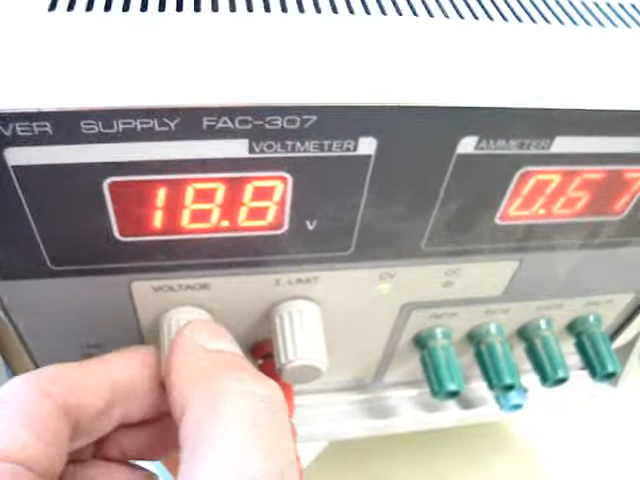 VER SUPPLY FAC-307
VOLTMETER
AMMETER
18.8 V
0.67
VOLTAGE
I. LIMIT
CV
CC